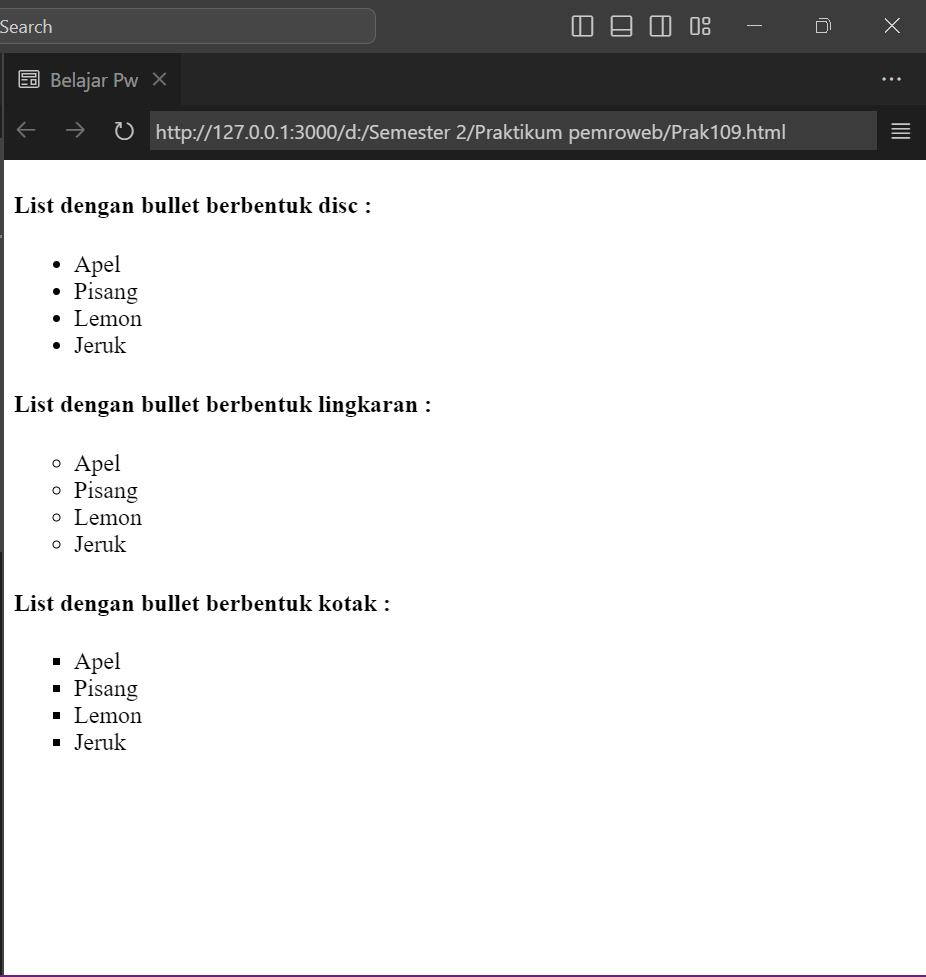 Search
Belajar Pw
http://127.0.0.1:3000/d:/Semester 2/Praktikum pemroweb/Prak109.html
List dengan bullet berbentuk disc :
Apel
Pisang
Lemon
Jeruk
List dengan bullet berbentuk lingkaran :
Apel
Pisang
Lemon
Jeruk
List dengan bullet berbentuk kotak :
Apel
Pisang
Lemon
Jeruk